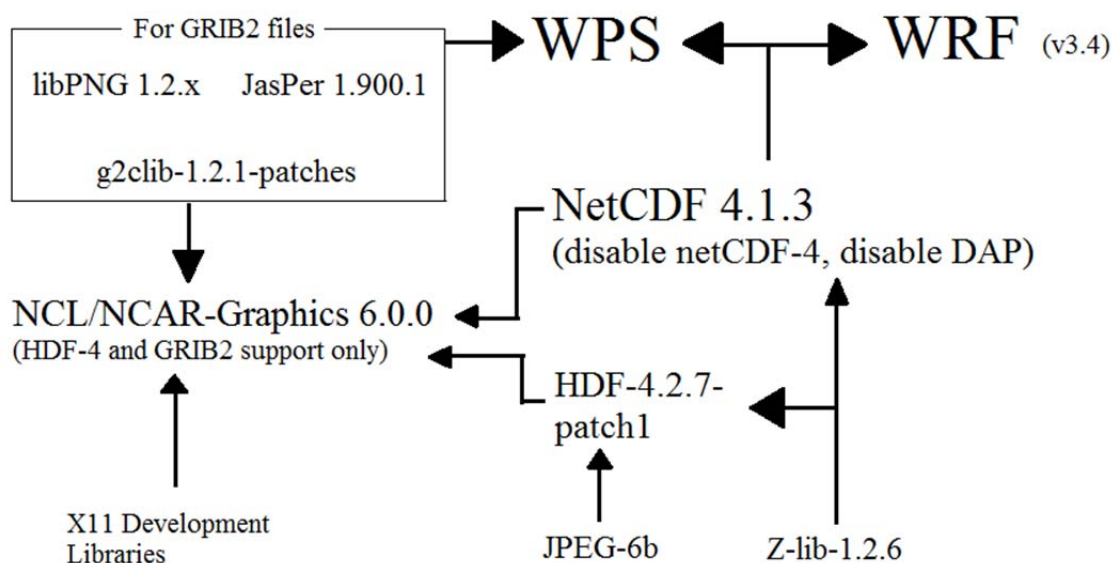 For GRIB2 files
libPNG 1.2.x JasPer 1.900.1
g2clib-1.2.1-patches
WPS
WRF (v3.4)
NetCDF 4.1.3
(disable netCDF-4, disable DAP)
NCL/NCAR-Graphics 6.0.0
(HDF-4 and GRIB2 support only)
HDF-4.2.7-
patch1
X11 Development
Libraries
JPEG-6b
Z-lib-1.2.6